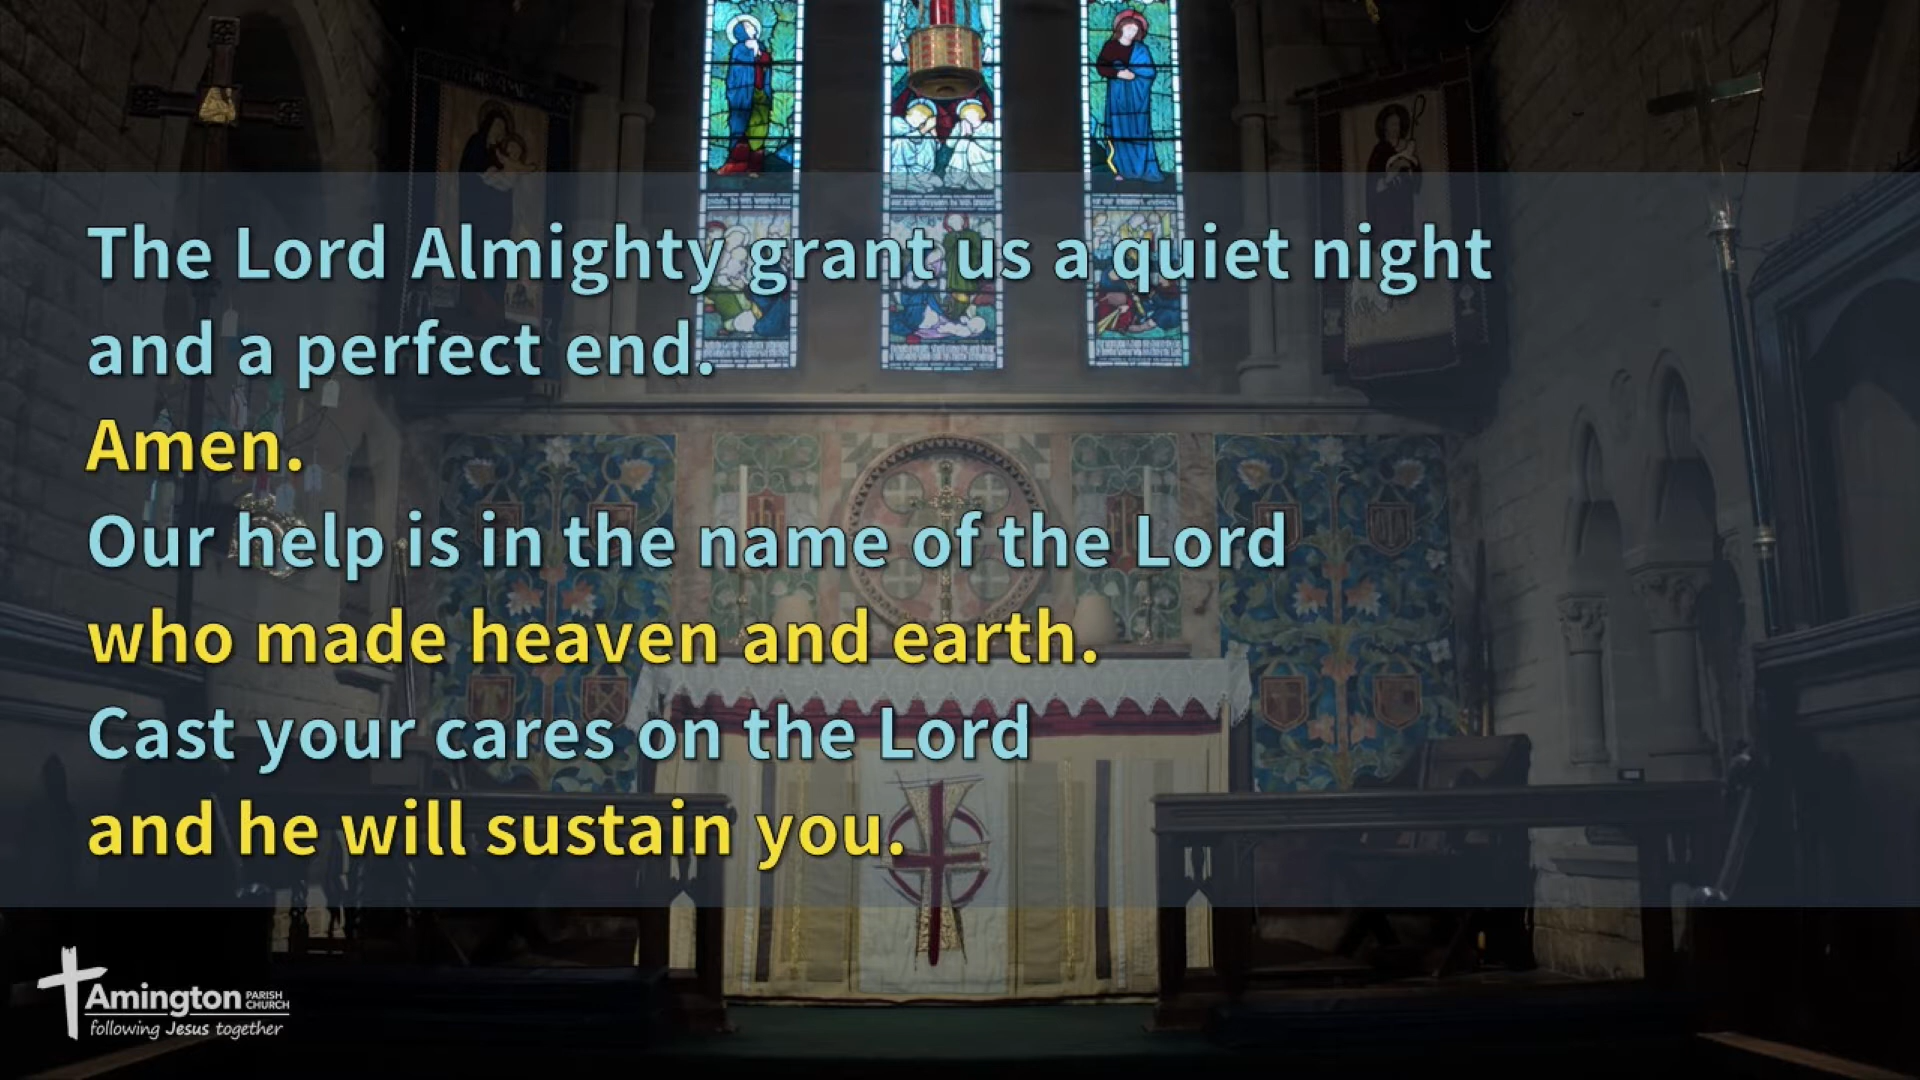 The Lord Almighty grant us a quiet night
and a perfect end.
Amen.
Our help is in the name of the Lord
who made heaven and earth.
Cast your cares on the Lord
and he will sustain you.
Amington PARISH CHURCH
following Jesus together